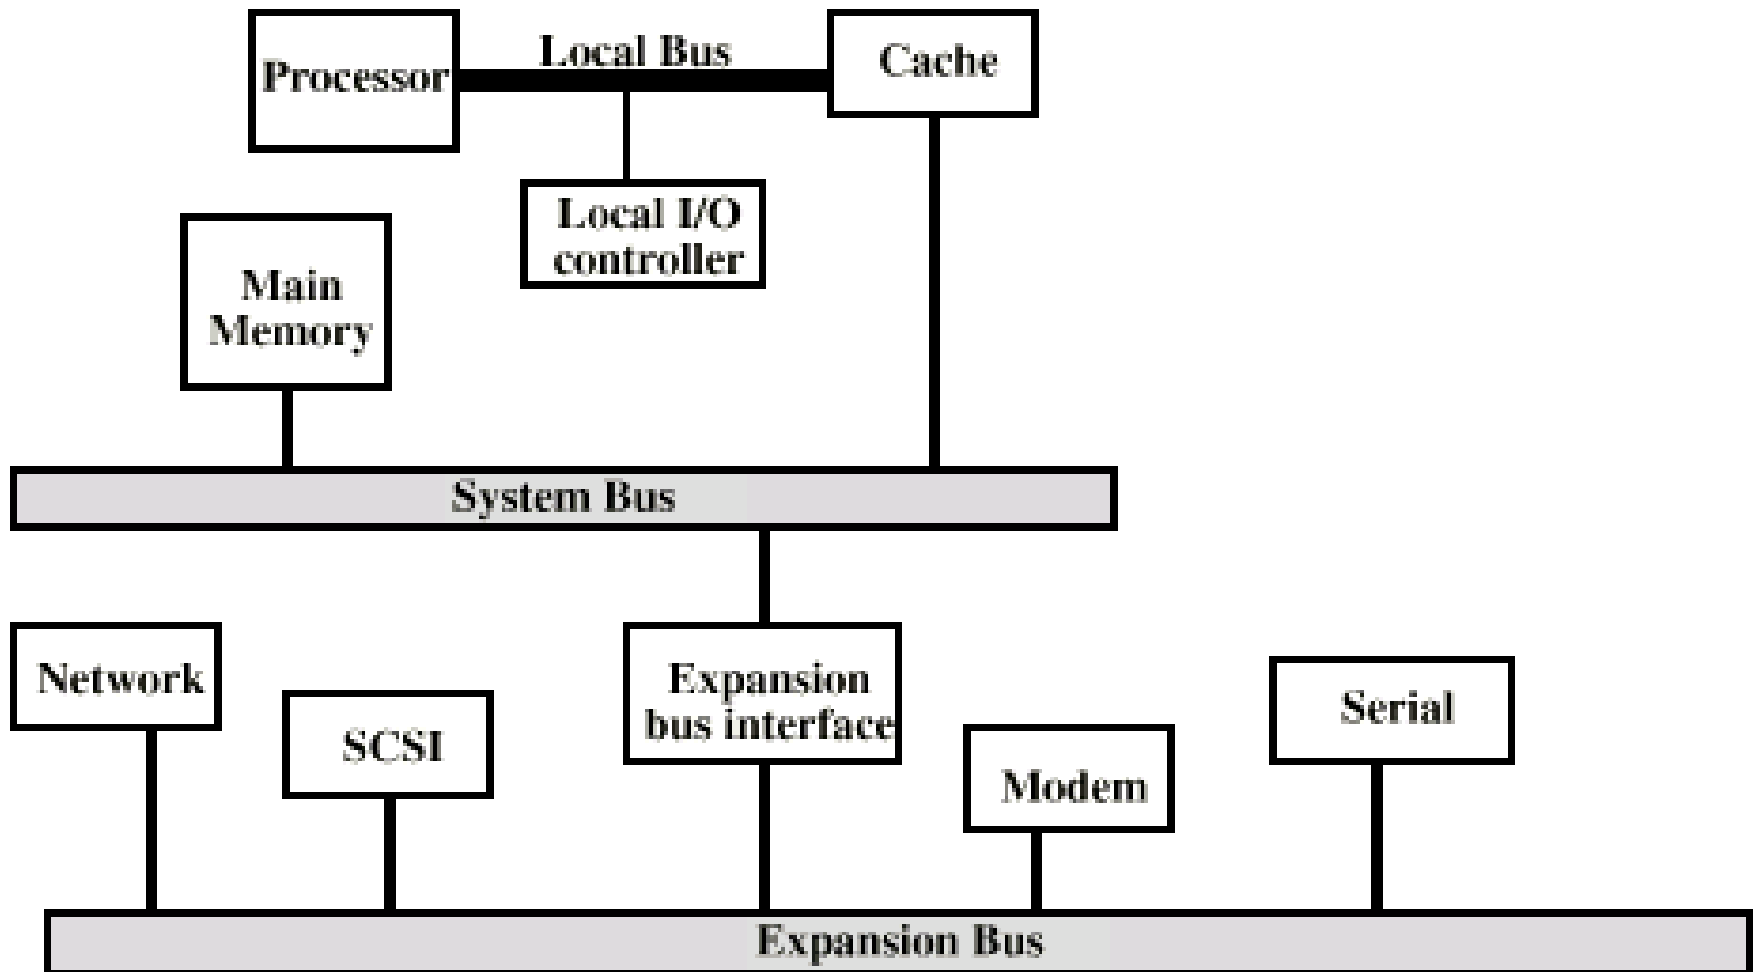 Processor
Local Bus
Cache
Local I/O
controller
Main
Memory
System Bus
Network
SCSI
Expansion
bus interface
Modem
Serial
Expansion Bus